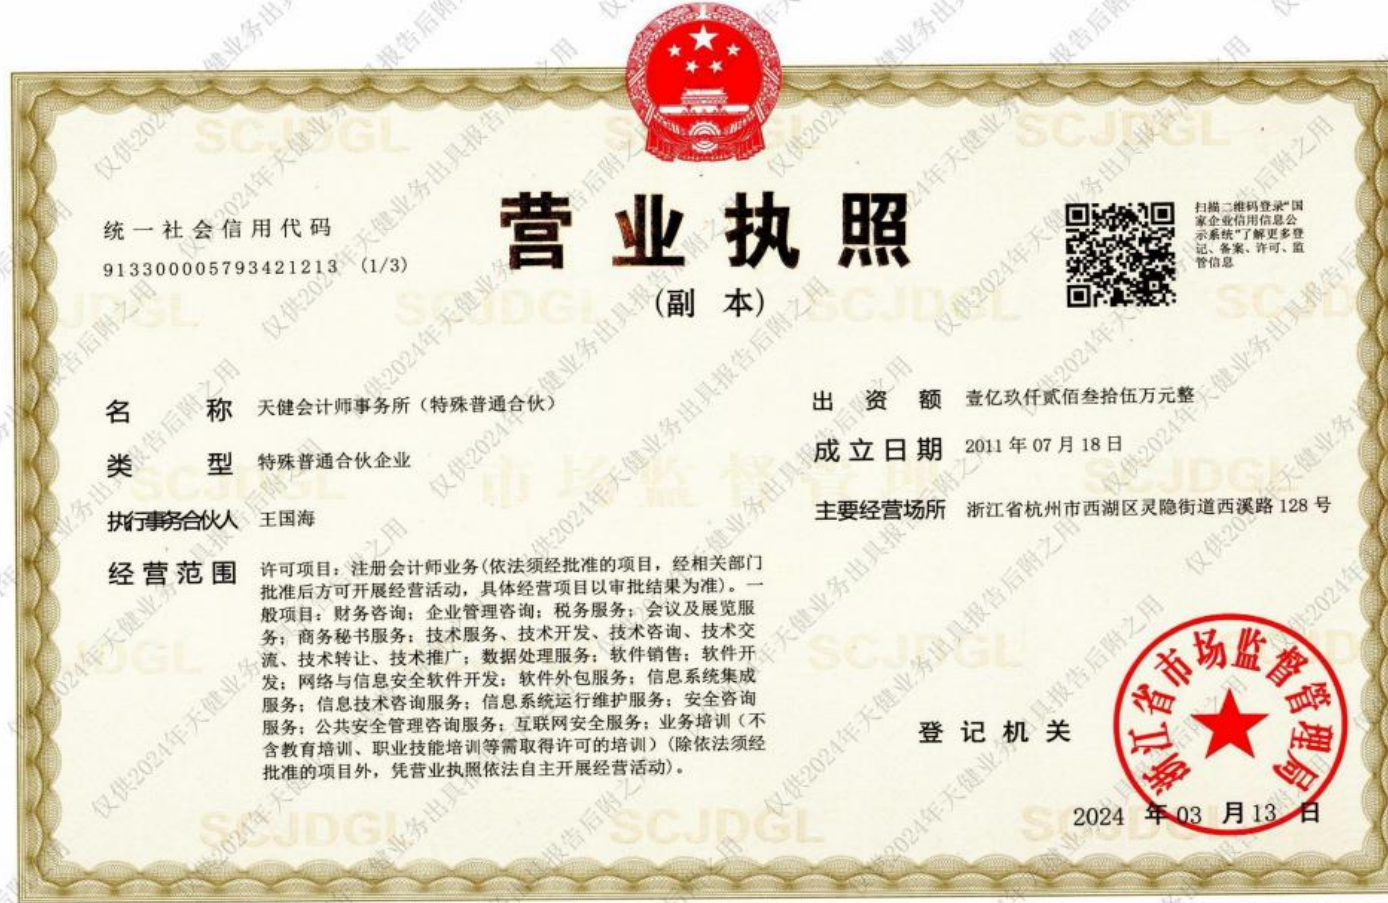 营业执照
(副 本)
统一社会信用代码
913300005793421213 (1/3)
扫描二维码登录“国
家企业信用信息公
示系统”了解更多登
记、备案、许可、监
管信息
名 称 天健会计师事务所（特殊普通合伙）
类 型 特殊普通合伙企业
执行事务合伙人 王国海
经营范围 许可项目：注册会计师业务(依法须经批准的项目，经相关部门
批准后方可开展经营活动，具体经营项目以审批结果为准)。一
般项目：财务咨询；企业管理咨询；税务服务；会议及展览服
务；商务秘书服务；技术服务、技术开发、技术咨询、技术交
流、技术转让、技术推广；数据处理服务；软件销售；软件开
发；网络与信息安全软件开发；软件外包服务；信息系统集成
服务；信息技术咨询服务；信息系统运行维护服务；安全咨询
服务；公共安全管理咨询服务；互联网安全服务；业务培训（不
含教育培训、职业技能培训等需取得许可的培训）(除依法须经
批准的项目外，凭营业执照依法自主开展经营活动)。
出 资 额 壹亿玖仟贰佰叁拾伍万元整
成立日期 2011 年 07 月 18 日
主要经营场所 浙江省杭州市西湖区灵隐街道西溪路 128 号
登记机关
浙江省市场监督管理局
2024 年 03 月 13 日
SCJDGL
市场监督管理
仅供2024年天健业务出具报告后附之用